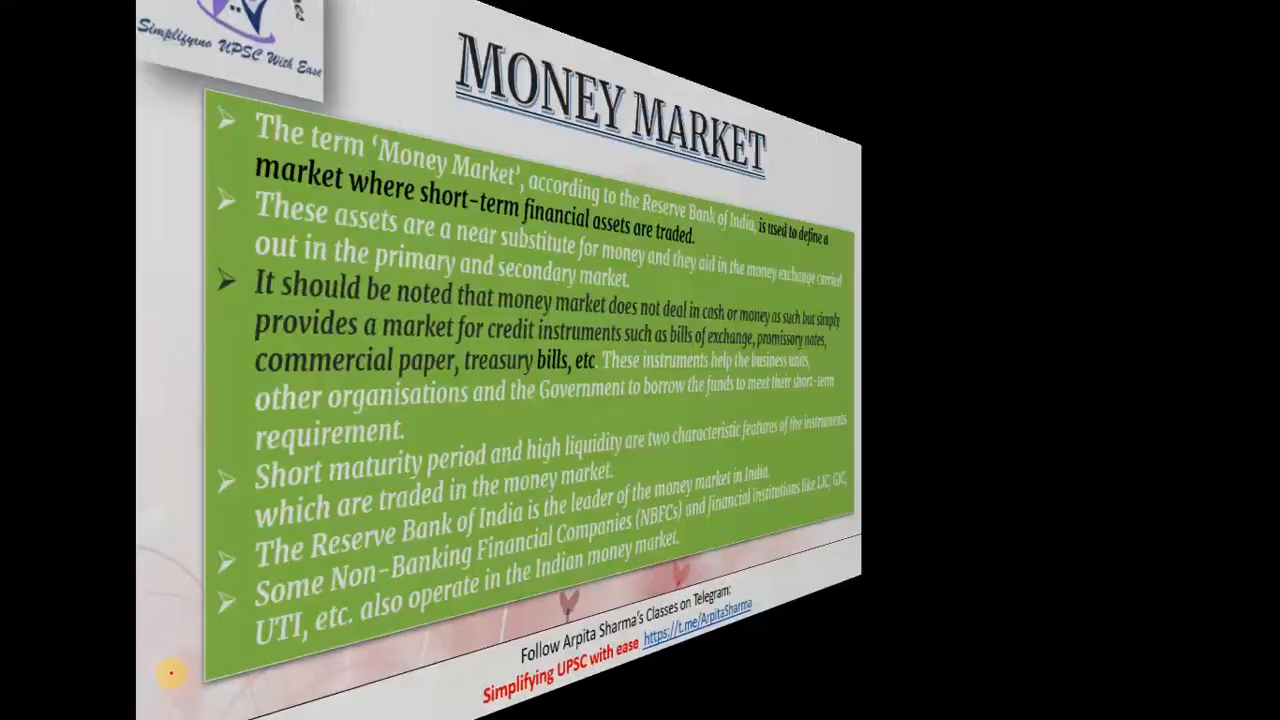 Simplifying UPSC With Ease
MONEY MARKET
The term ‘Money Market’, according to the Reserve Bank of India, is used to define a
market where short-term financial assets are traded.
These assets are a near substitute for money and they aid in the money exchange carried
out in the primary and secondary market.
It should be noted that money market does not deal in cash or money as such but simply
provides a market for credit instruments such as bills of exchange, promissory notes,
commercial paper, treasury bills, etc. These instruments help the business units,
other organisations and the Government to borrow the funds to meet their short-term
requirement.
Short maturity period and high liquidity are two characteristic features of the instruments
which are traded in the money market.
The Reserve Bank of India is the leader of the money market in India.
Some Non-Banking Financial Companies (NBFCs) and financial institutions like LIC, GIC,
UTI, etc. also operate in the Indian money market.
Follow Arpita Sharma's Classes on Telegram:
Simplifying UPSC with ease https://t.me/ArpitaSharma